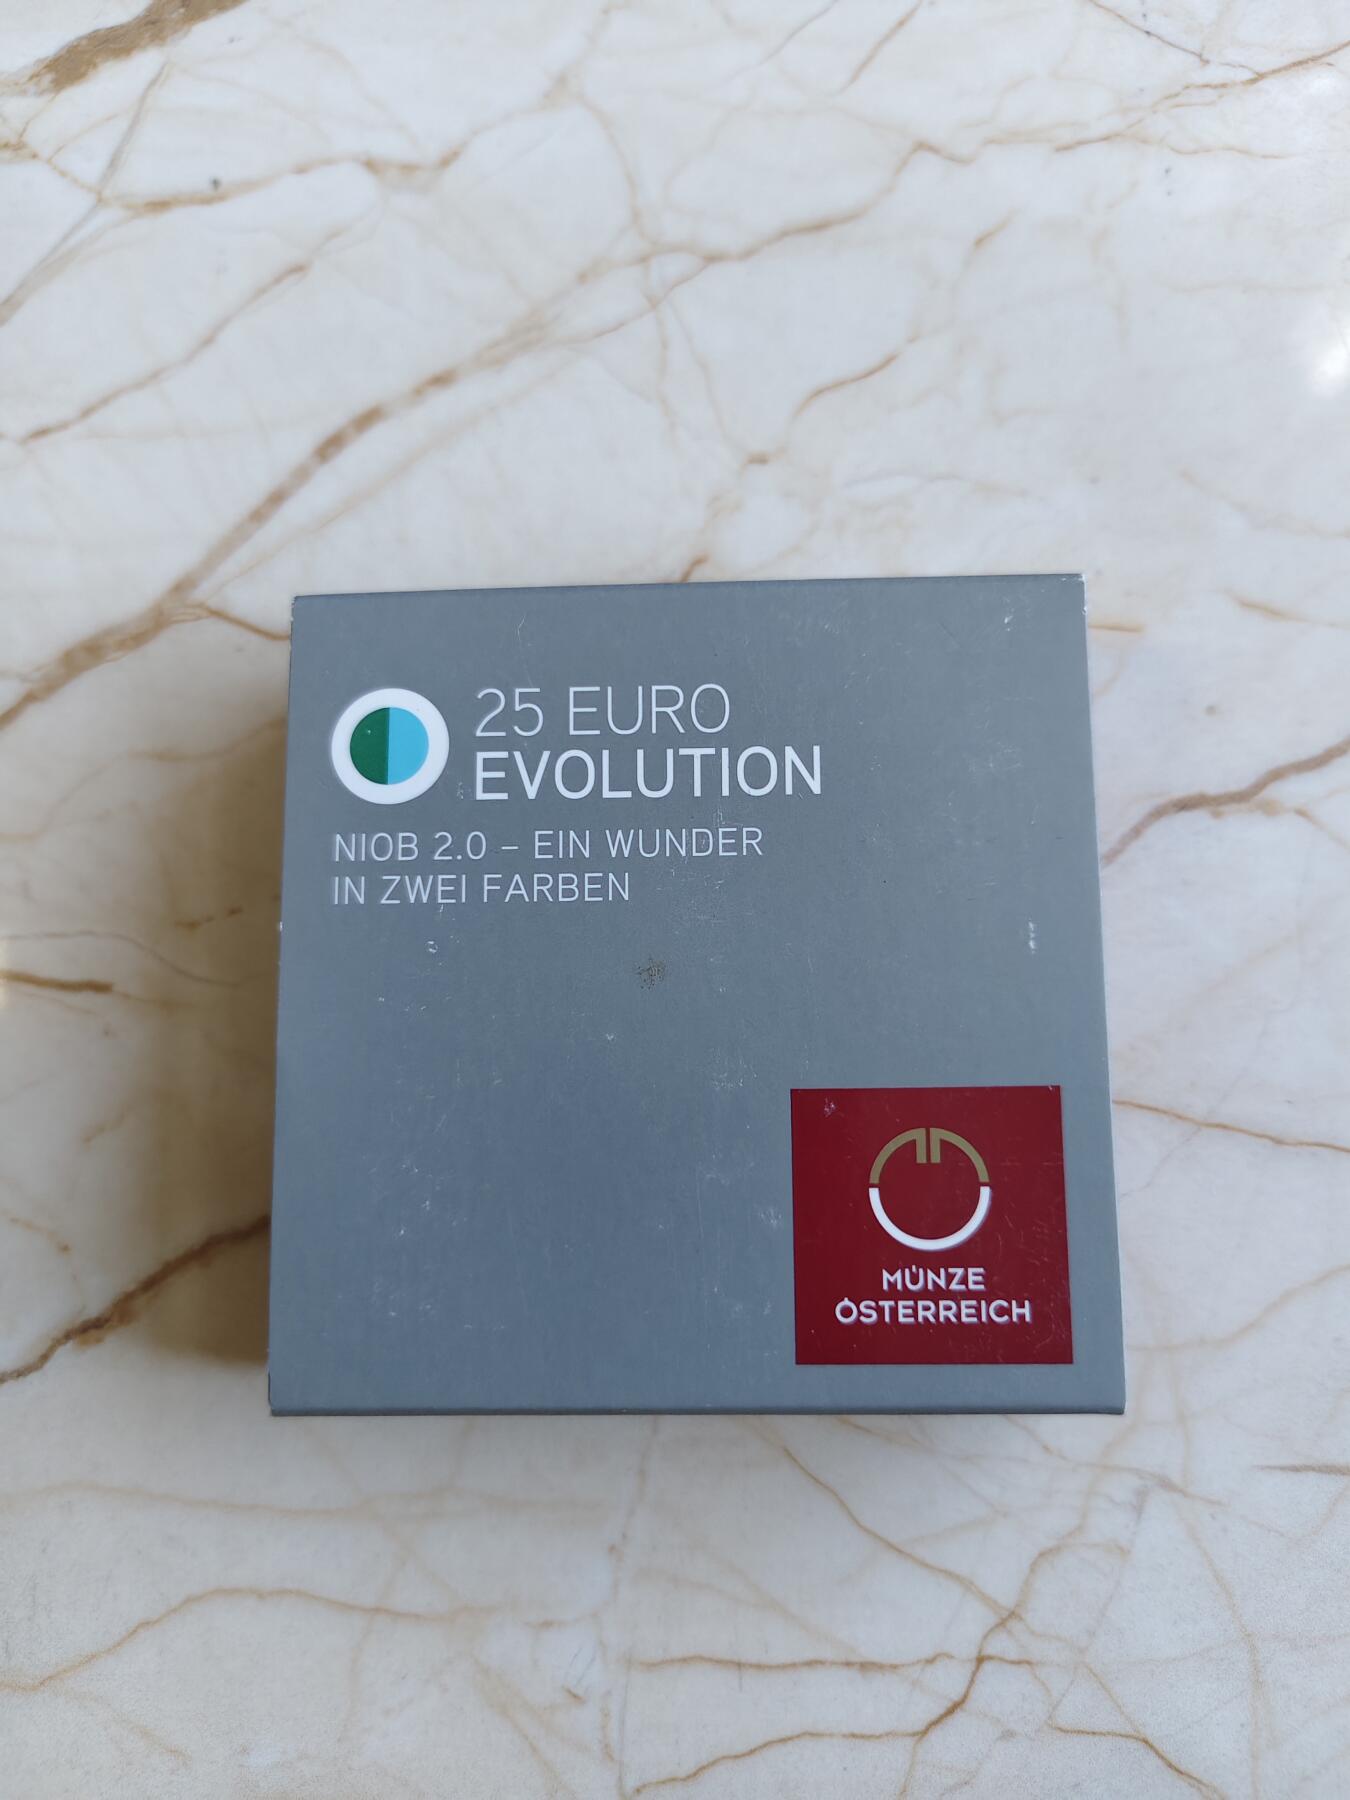 25 EURO
EVOLUTION
NIOB 2.0 – EIN WUNDER
IN ZWEI FARBEN
MÜNZE
ÖSTERREICH